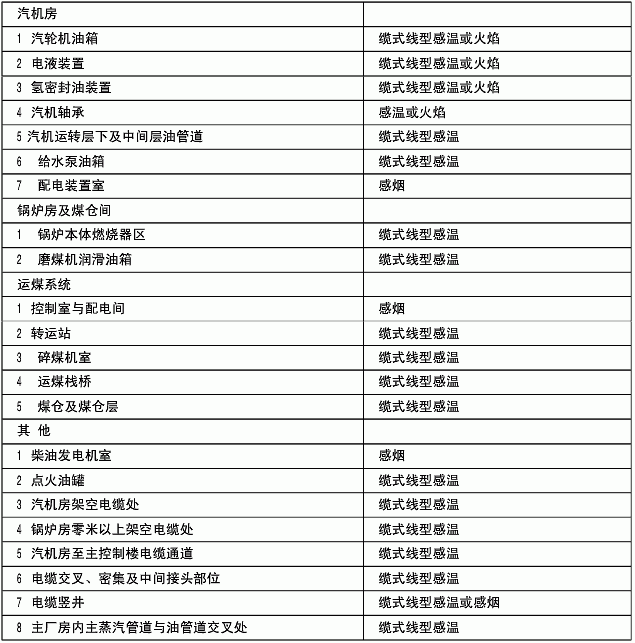 汽机房
1 汽轮机油箱 缆式线型感温或火焰
2 电液装置 缆式线型感温或火焰
3 氢密封油装置 缆式线型感温或火焰
4 汽机轴承 感温或火焰
5 汽机运转层下及中间层油管道 缆式线型感温
6 给水泵油箱 缆式线型感温
7 配电装置室 感烟
锅炉房及煤仓间
1 锅炉本体燃烧器区 缆式线型感温
2 磨煤机润滑油箱 缆式线型感温
运煤系统
1 控制室与配电间 感烟
2 转运站 缆式线型感温
3 碎煤机室 缆式线型感温
4 运煤栈桥 缆式线型感温
5 煤仓及煤仓层 缆式线型感温
其 他
1 柴油发电机室 感烟
2 点火油罐 缆式线型感温
3 汽机房架空电缆处 缆式线型感温
4 锅炉房零米以上架空电缆处 缆式线型感温
5 汽机房至主控制楼电缆通道 缆式线型感温
6 电缆交叉、密集及中间接头部位 缆式线型感温
7 电缆竖井 缆式线型感温或感烟
8 主厂房内主蒸汽管道与油管道交叉处 缆式线型感温